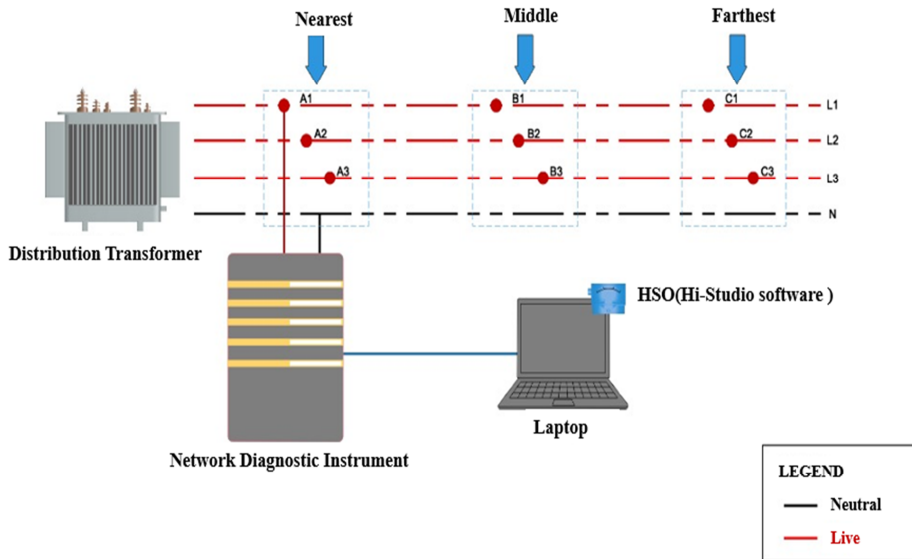 Nearest
Middle
Farthest
A1
B1
C1
L1
A2
B2
C2
L2
A3
B3
C3
L3
N
Distribution Transformer
HSO(Hi-Studio software )
Laptop
Network Diagnostic Instrument
LEGEND
Neutral
Live